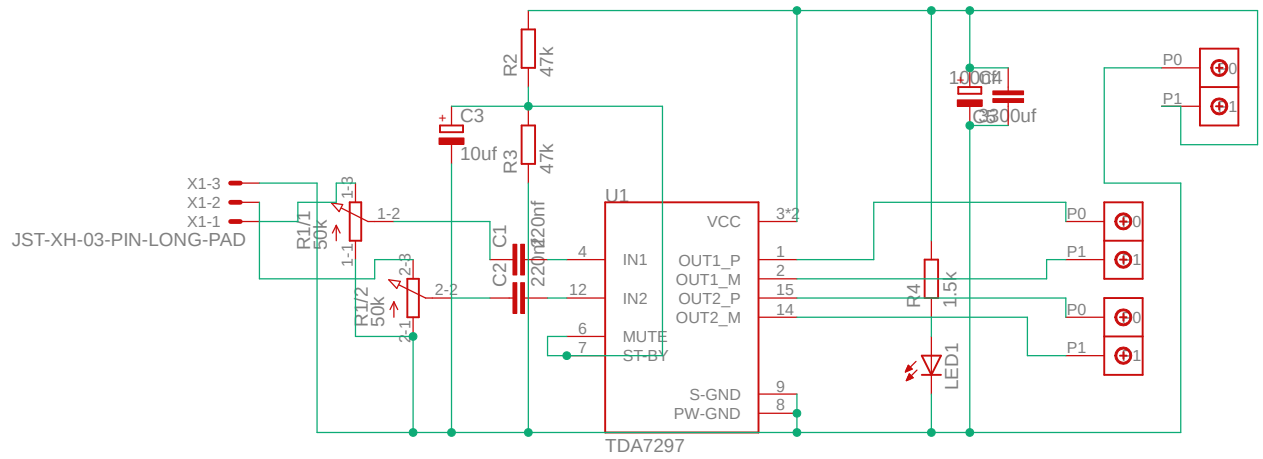 R2
47k
C3
10uf
R3
47k
100nf
C4
C5
3300uf
P0
0
P1
1
X1-3
X1-2
X1-1
JST-XH-03-PIN-LONG-PAD
R1/1
50k
1-3
1-2
1-1
R1/2
50k
2-3
2-2
2-1
C1
220nf
C2
220nf
U1
VCC
3*2
4
IN1
OUT1_P
1
OUT1_M
2
12
IN2
OUT2_P
15
OUT2_M
14
6
MUTE
7
ST-BY
S-GND
9
PW-GND
8
TDA7297
R4
1.5k
LED1
P0
0
P1
1
P0
0
P1
1